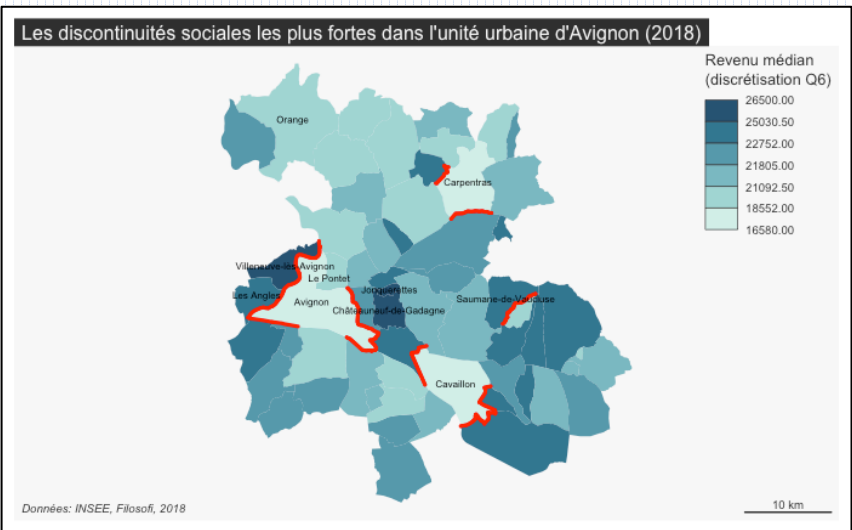 Les discontinuités sociales les plus fortes dans l'unité urbaine d'Avignon (2018)
Revenu médian
(discrétisation Q6)
26500.00
25030.50
22752.00
21805.00
21092.50
18552.00
16580.00
Orange
Carpentras
Villeneuve-lès-Avignon
Le Pontet
Les Angles
Avignon
Jonquerettes
Châteauneuf-de-Gadagne
Saumane-de-Vaucluse
Cavaillon
Données: INSEE, Filosofi, 2018
10 km